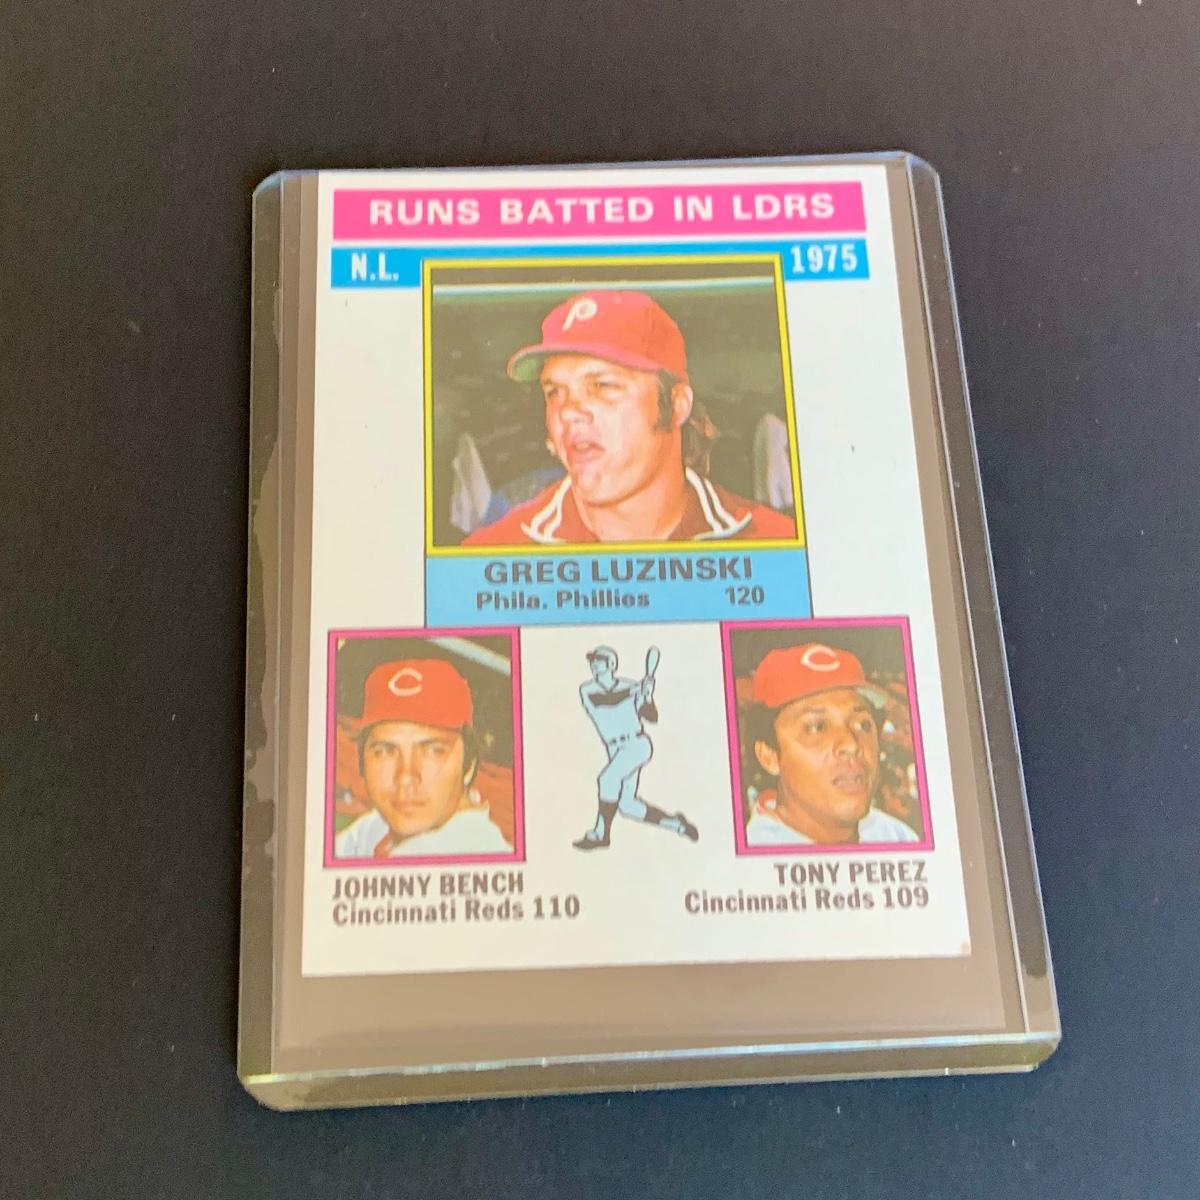 RUNS BATTED IN LDRS
N.L. 1975
P
GREG LUZINSKI
Phila. Phillies 120
C
C
JOHNNY BENCH
Cincinnati Reds 110
TONY PEREZ
Cincinnati Reds 109